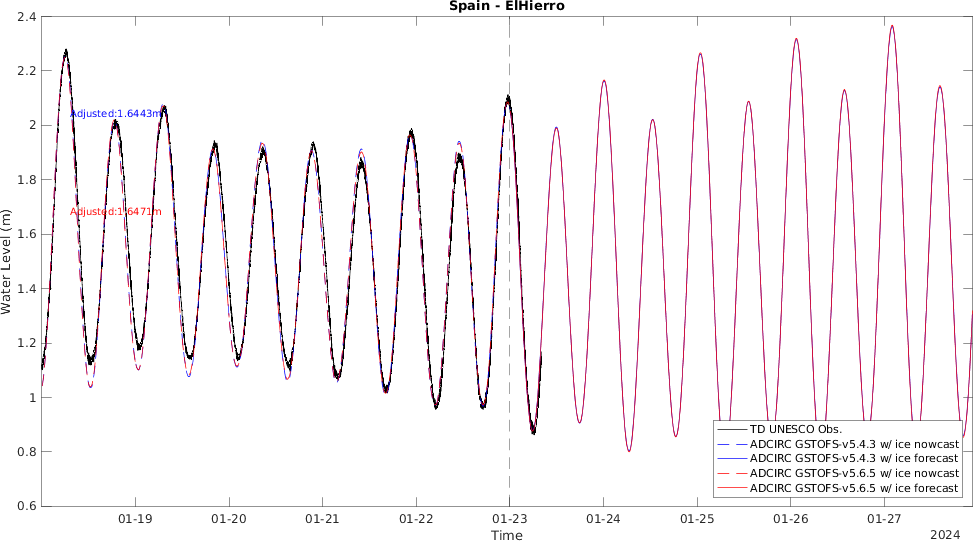 Spain - ElHierro
2.4
2.2
2
1.8
1.6
1.4
1.2
1
0.8
0.6
Water Level (m)
Adjusted:1.6443m
Adjusted:1.6471m
TD UNESCO Obs.
ADCIRC GSTOFS-v5.4.3 w/ ice nowcast
ADCIRC GSTOFS-v5.4.3 w/ ice forecast
ADCIRC GSTOFS-v5.6.5 w/ ice nowcast
ADCIRC GSTOFS-v5.6.5 w/ ice forecast
01-19 01-20 01-21 01-22 01-23 01-24 01-25 01-26 01-27
Time
2024